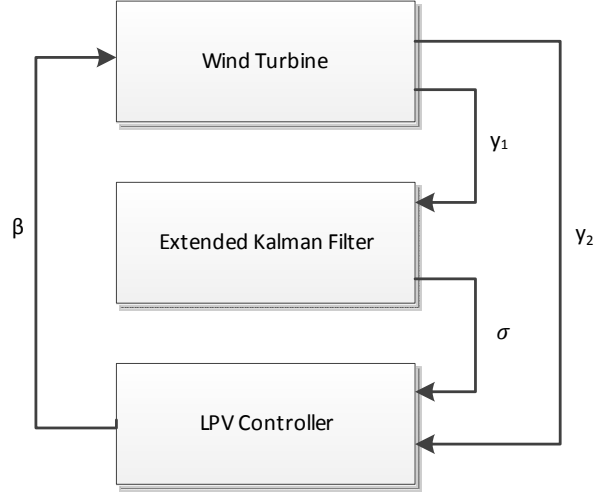 Wind Turbine
y₁
β
Extended Kalman Filter
y₂
σ
LPV Controller